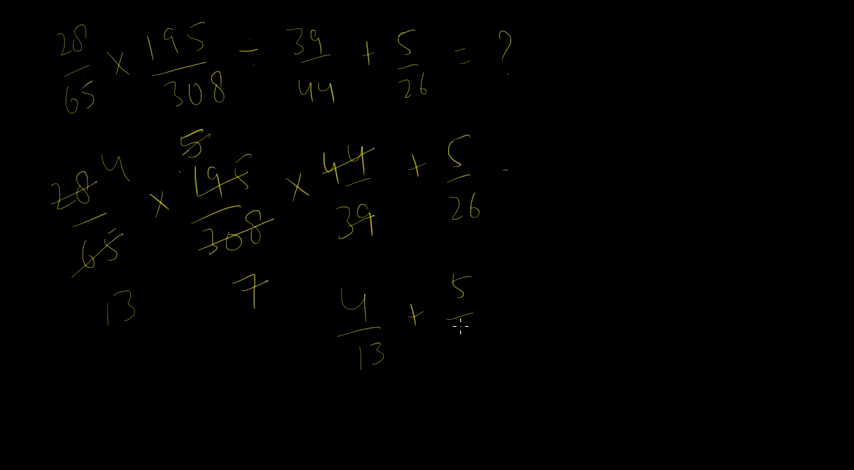 28/65 × 195/308 ÷ 39/44 + 5/26 = ?
28/65 4 13 × 195/308 5 7 × 44/39 + 5/26
4/13 + 5